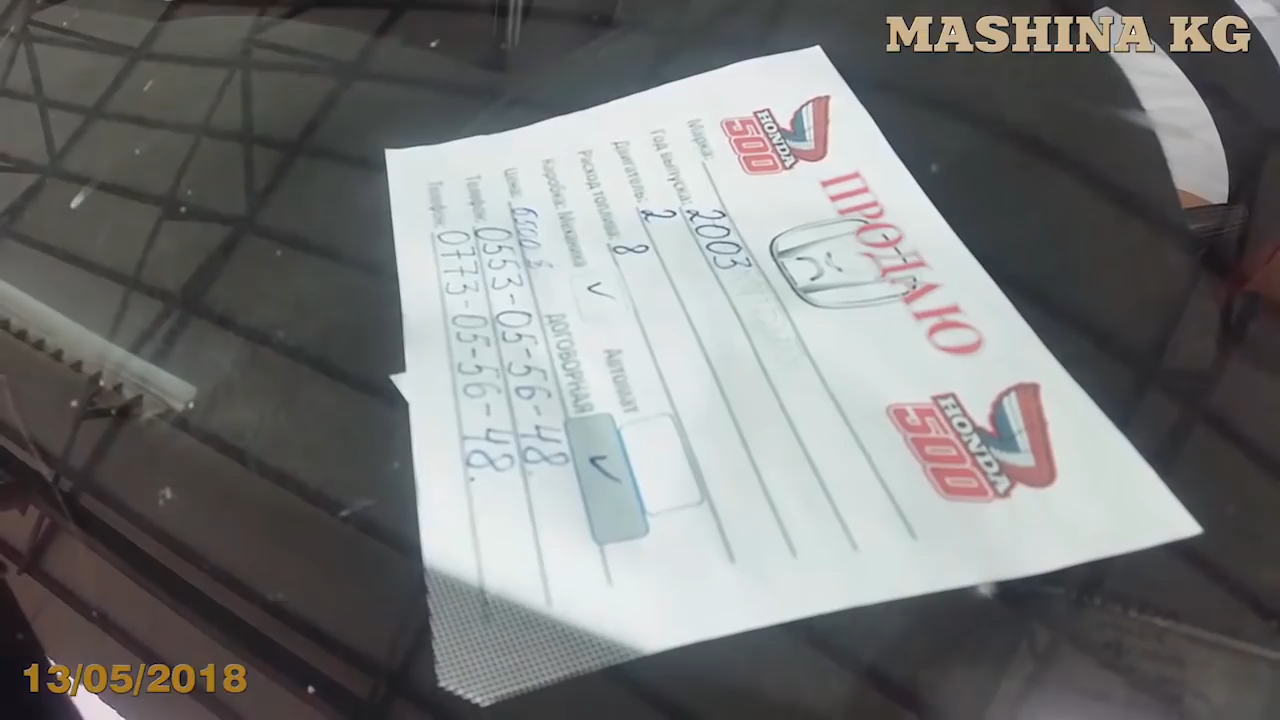 MASHINA KG
HONDA
500
ПРОДАЮ
HONDA
500
Марка:
Год выпуска: 2003
Двигатель: 2
Расход топлива: 8
Коробка: Механика ✓ Автомат
Цена: ДОГОВОРНАЯ ✓
Телефон: 0553-05-56-48.
Телефон: 0773-05-56-48.
13/05/2018